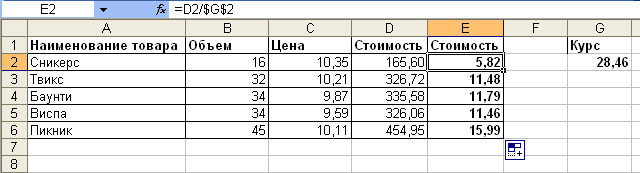 E2 fx =D2/$G$2
A B C D E F G
1 Наименование товара Объем Цена Стоимость Стоимость Курс
2 Сникерс 16 10,35 165,60 5,82 28,46
3 Твикс 32 10,21 326,72 11,48
4 Баунти 34 9,87 335,58 11,79
5 Виспа 34 9,59 326,06 11,46
6 Пикник 45 10,11 454,95 15,99
7
8